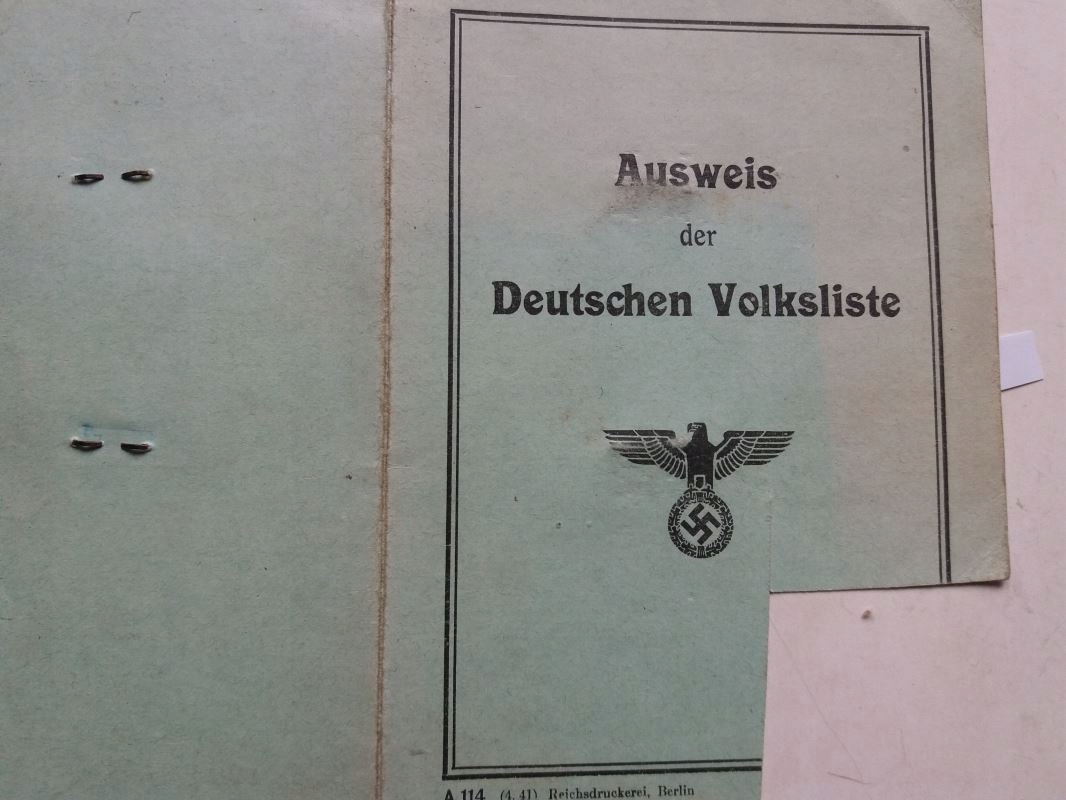 Ausweis
der
Deutschen Volksliste
A 114 (4. 41) Reichsdruckerei, Berlin